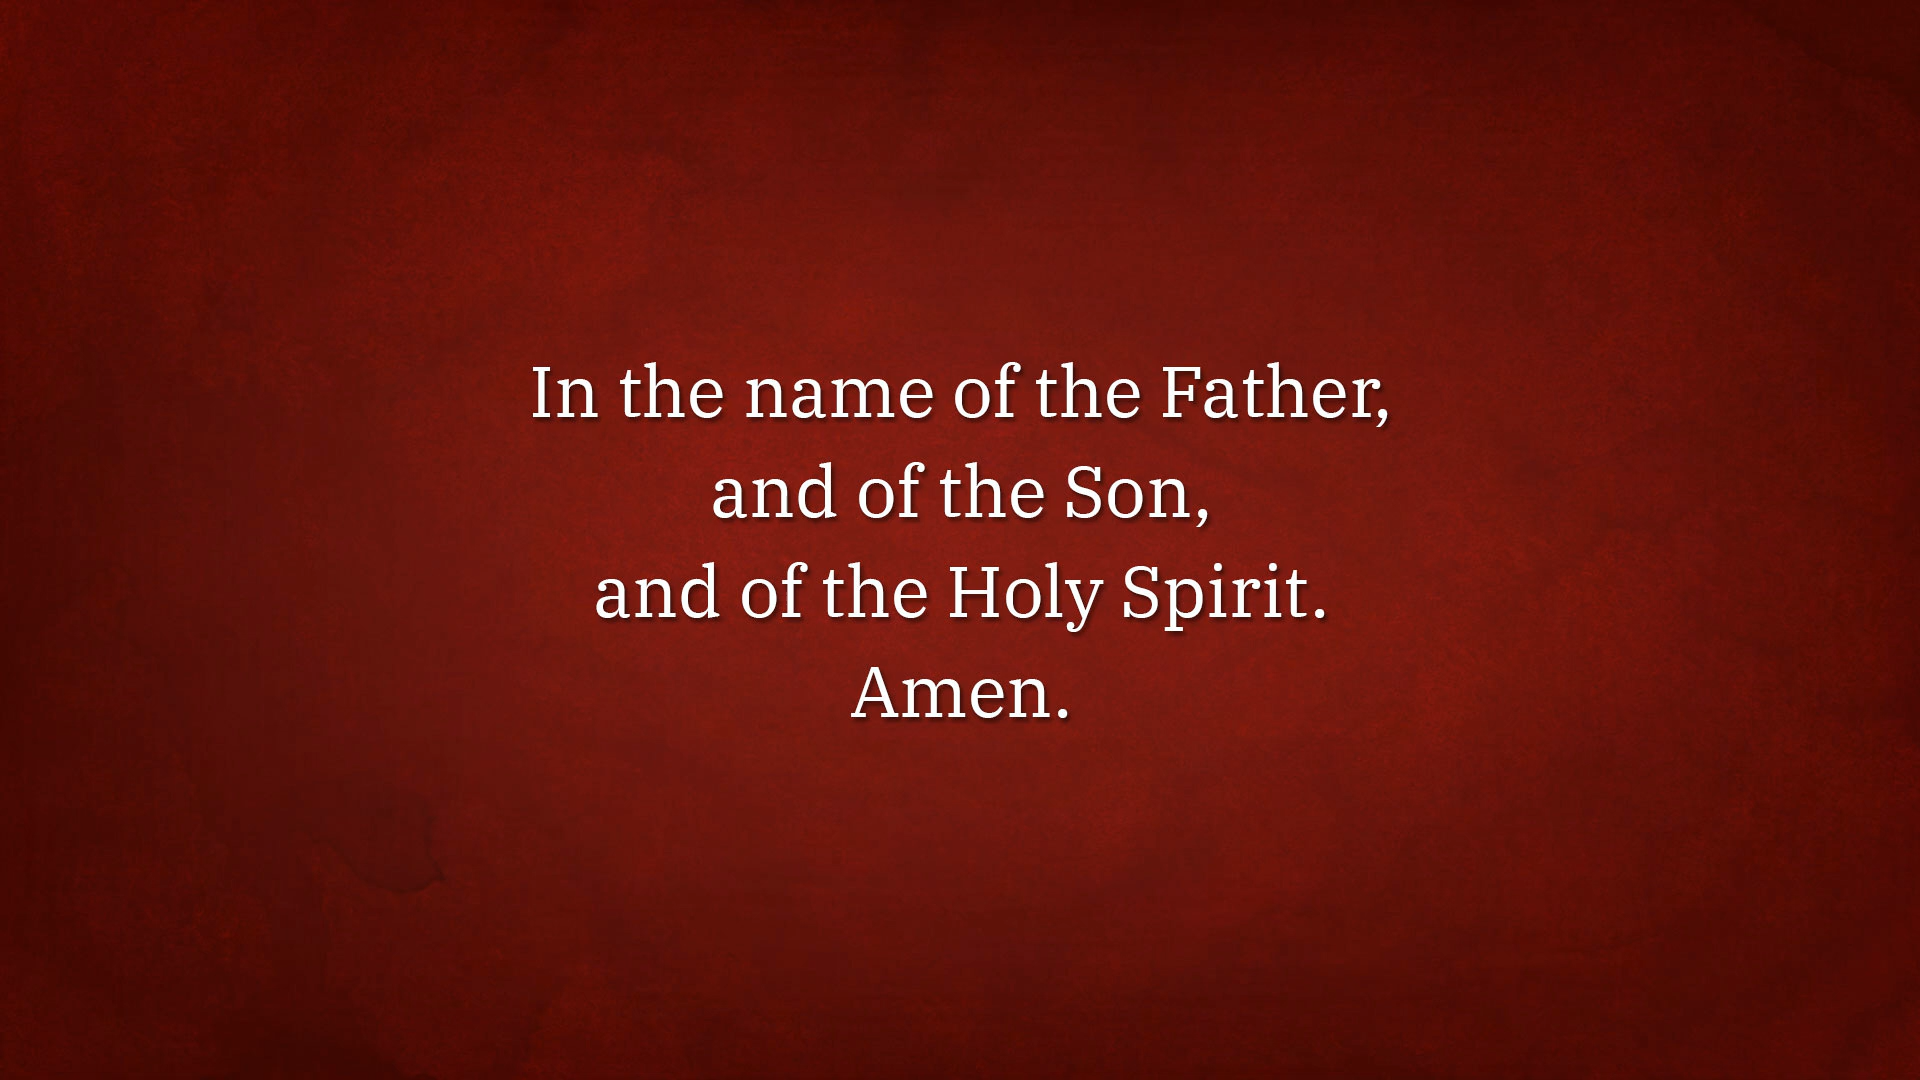 In the name of the Father,
and of the Son,
and of the Holy Spirit.
Amen.